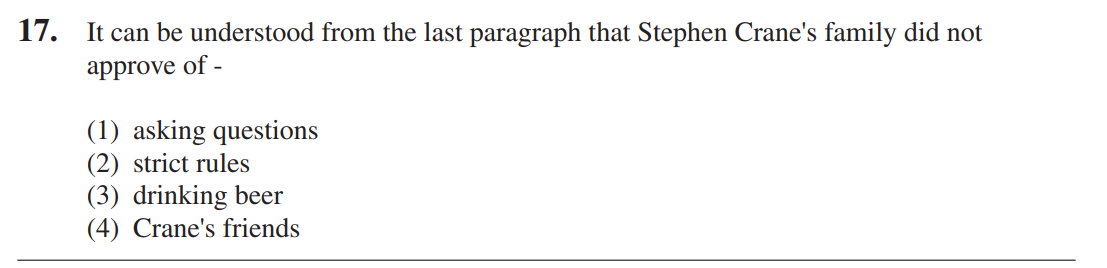 17. It can be understood from the last paragraph that Stephen Crane's family did not
approve of -
(1) asking questions
(2) strict rules
(3) drinking beer
(4) Crane's friends